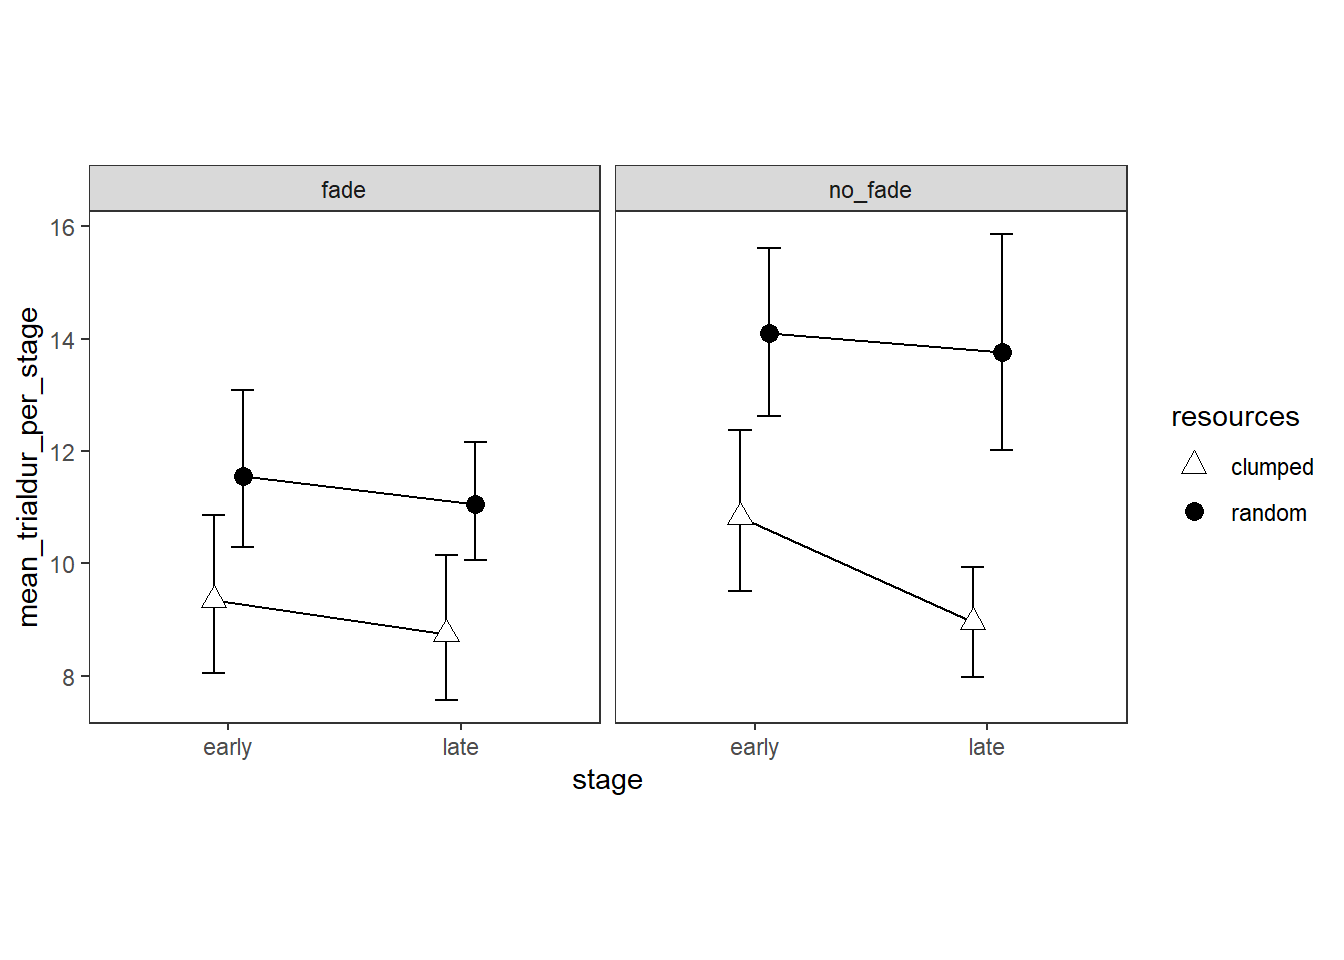 fade
no_fade
16
14
12
10
8
mean_trialdur_per_stage
early
late
early
late
stage
resources
clumped
random